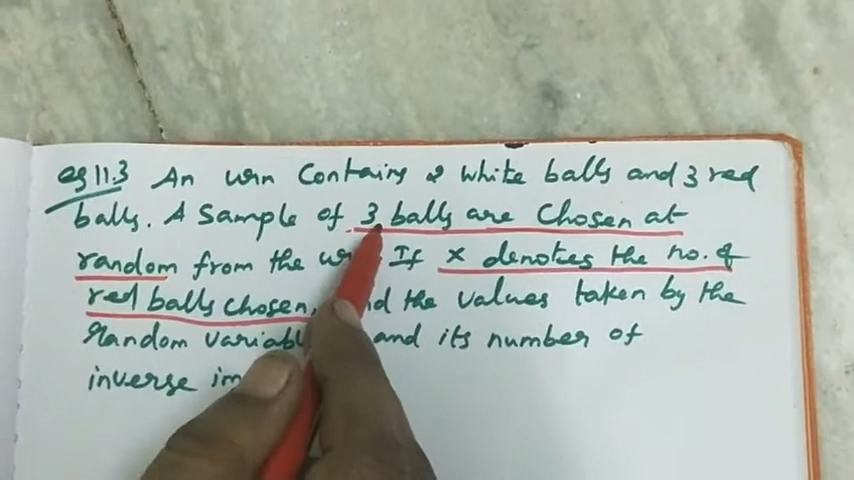 eg 11.3 An urn Contains 2 white balls and 3 red
balls. A Sample of 3 balls are Chosen at
random from the If X denotes the no. of
red balls chosen, the values taken by the
Random and its number of
inverse